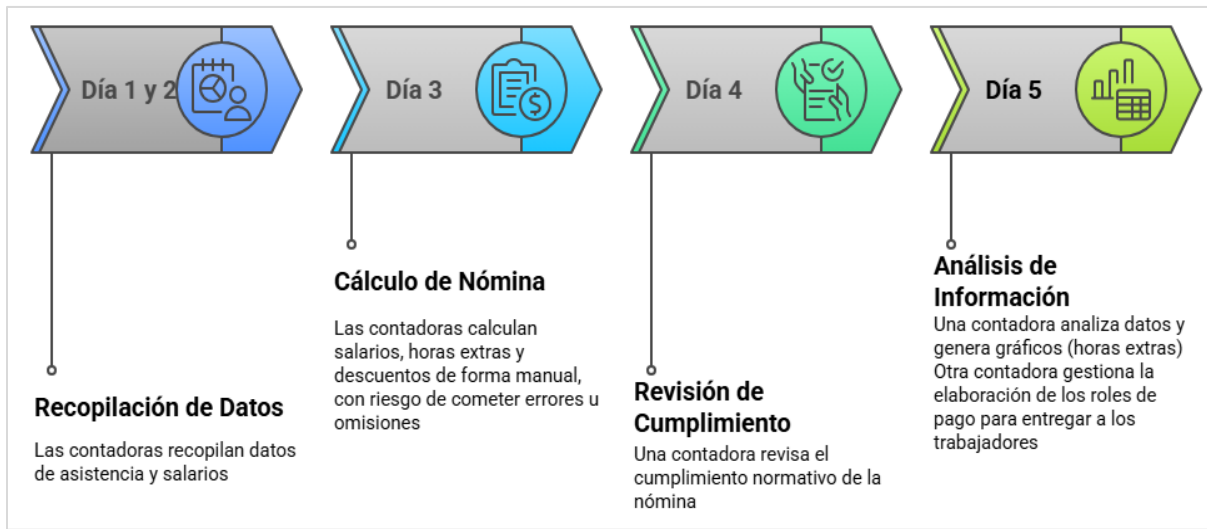 Día 1 y 2
Día 3
Día 4
Día 5
Recopilación de Datos
Las contadoras recopilan datos
de asistencia y salarios
Cálculo de Nómina
Las contadoras calculan
salarios, horas extras y
descuentos de forma manual,
con riesgo de cometer errores u
omisiones
Revisión de
Cumplimiento
Una contadora revisa el
cumplimiento normativo de la
nómina
Análisis de
Información
Una contadora analiza datos y
genera gráficos (horas extras)
Otra contadora gestiona la
elaboración de los roles de
pago para entregar a los
trabajadores